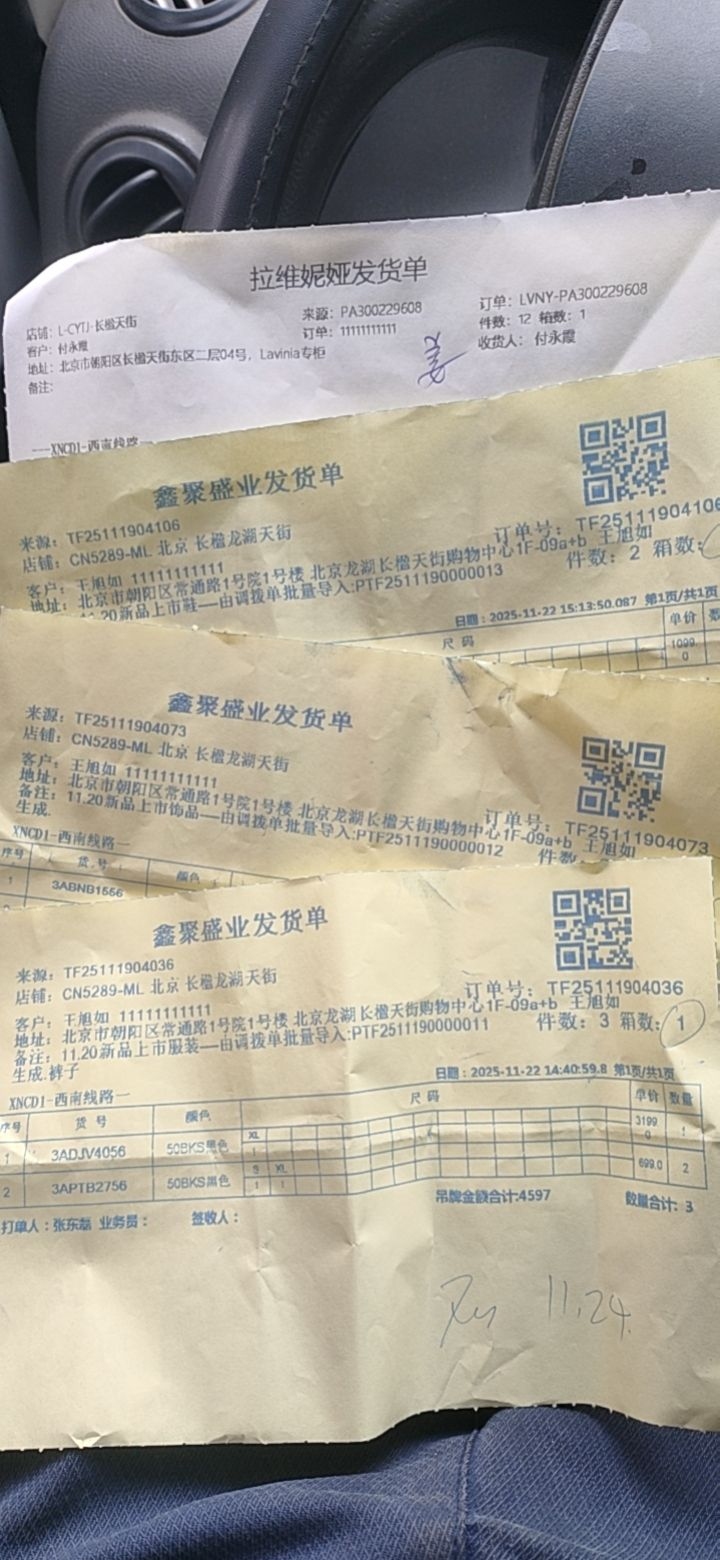 拉维妮娅发货单
店铺: L-CYTJ-长楹天街 来源: PA300229608 订单: LVNY-PA300229608
客户: 付永霞 订单: 11111111111 件数: 12 箱数: 1
地址: 北京市朝阳区长楹天街东区二层04号, Lavinia专柜 收货人: 付永霞
备注:
---XNCD1-西南线路---
鑫聚盛业发货单
来源: TF25111904106 订单号: TF25111904106
店铺: CN5289-ML 北京 长楹龙湖天街 件数: 2 箱数:
客户: 王旭如 11111111111
地址: 北京市朝阳区常通路1号院1号楼 北京龙湖长楹天街购物中心1F-09a+b 王旭如
11.20新品上市鞋—由调拨单批量导入:PTF2511190000013
日期: 2025-11-22 15:13:50.087 第1页/共1页
尺码 单价 数
1099.
0
鑫聚盛业发货单
来源: TF25111904073
店铺: CN5289-ML 北京 长楹龙湖天街 订单号: TF25111904073
客户: 王旭如 11111111111
地址: 北京市朝阳区常通路1号院1号楼 北京龙湖长楹天街购物中心1F-09a+b 王旭如
备注: 11.20新品上市饰品—由调拨单批量导入:PTF2511190000012 件数
生成.
XNCD1-西南线路一
序号 货号 颜色
1 3ABNB1556
鑫聚盛业发货单
来源: TF25111904036
店铺: CN5289-ML 北京 长楹龙湖天街 订单号: TF25111904036
客户: 王旭如 11111111111 件数: 3 箱数: 1
地址: 北京市朝阳区常通路1号院1号楼 北京龙湖长楹天街购物中心1F-09a+b 王旭如
备注: 11.20新品上市服装—由调拨单批量导入:PTF2511190000011
生成.裤子
日期: 2025-11-22 14:40:59.8 第1页/共1页
XNCD1-西南线路一
序号 货号 颜色 尺码 单价 数量
1 3ADJV4056 50BKS黑色 XL 1 3199.0 1
2 3APTB2756 50BKS黑色 S XL 1 1 699.0 2
打单人: 张东磊 业务员: 签收人: 吊牌金额合计:4597 数量合计: 3
11.24.